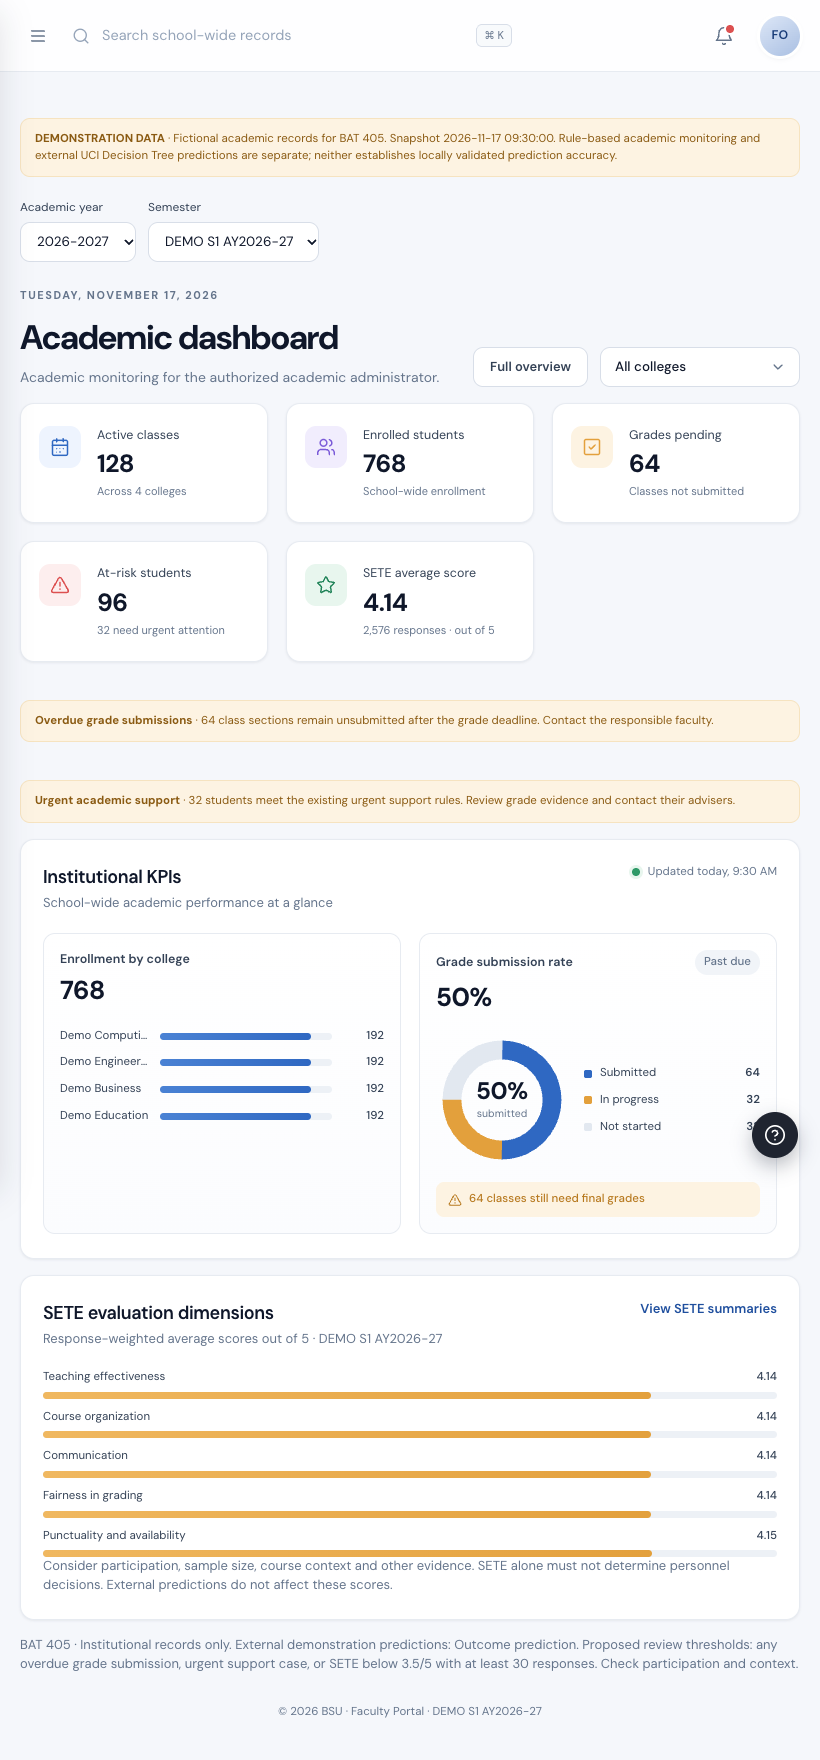 Search school-wide records
⌘ K
FO
DEMONSTRATION DATA · Fictional academic records for BAT 405. Snapshot 2026-11-17 09:30:00. Rule-based academic monitoring and
external UCI Decision Tree predictions are separate; neither establishes locally validated prediction accuracy.
Academic year
Semester
2026-2027
DEMO S1 AY2026-27
TUESDAY, NOVEMBER 17, 2026
Academic dashboard
Academic monitoring for the authorized academic administrator.
Full overview
All colleges
Active classes
128
Across 4 colleges
Enrolled students
768
School-wide enrollment
Grades pending
64
Classes not submitted
At-risk students
96
32 need urgent attention
SETE average score
4.14
2,576 responses · out of 5
Overdue grade submissions · 64 class sections remain unsubmitted after the grade deadline. Contact the responsible faculty.
Urgent academic support · 32 students meet the existing urgent support rules. Review grade evidence and contact their advisers.
Institutional KPIs
School-wide academic performance at a glance
Updated today, 9:30 AM
Enrollment by college
768
Demo Computi... 192
Demo Engineer... 192
Demo Business 192
Demo Education 192
Grade submission rate
Past due
50%
50%
submitted
Submitted 64
In progress 32
Not started
64 classes still need final grades
SETE evaluation dimensions
View SETE summaries
Response-weighted average scores out of 5 · DEMO S1 AY2026-27
Teaching effectiveness 4.14
Course organization 4.14
Communication 4.14
Fairness in grading 4.14
Punctuality and availability 4.15
Consider participation, sample size, course context and other evidence. SETE alone must not determine personnel
decisions. External predictions do not affect these scores.
BAT 405 · Institutional records only. External demonstration predictions: Outcome prediction. Proposed review thresholds: any
overdue grade submission, urgent support case, or SETE below 3.5/5 with at least 30 responses. Check participation and context.
© 2026 BSU · Faculty Portal · DEMO S1 AY2026-27